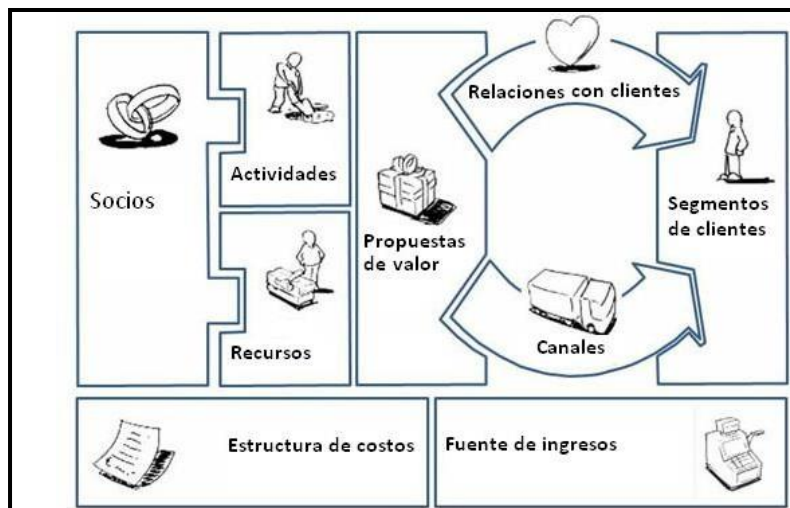 Socios
Actividades
Recursos
Propuestas
de valor
Relaciones con clientes
Canales
Segmentos
de clientes
Estructura de costos
Fuente de ingresos